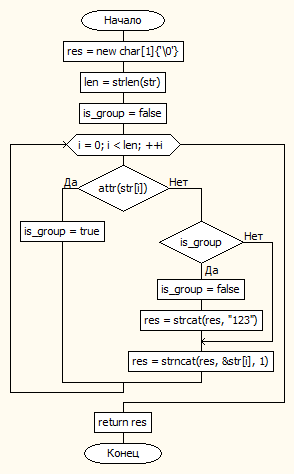 Начало
res = new char[1]{'\0'}
len = strlen(str)
is_group = false
i = 0; i < len; ++i
Да
attr(str[i])
Нет
is_group = true
is_group
Нет
Да
is_group = false
res = strcat(res, "123")
res = strncat(res, &str[i], 1)
return res
Конец